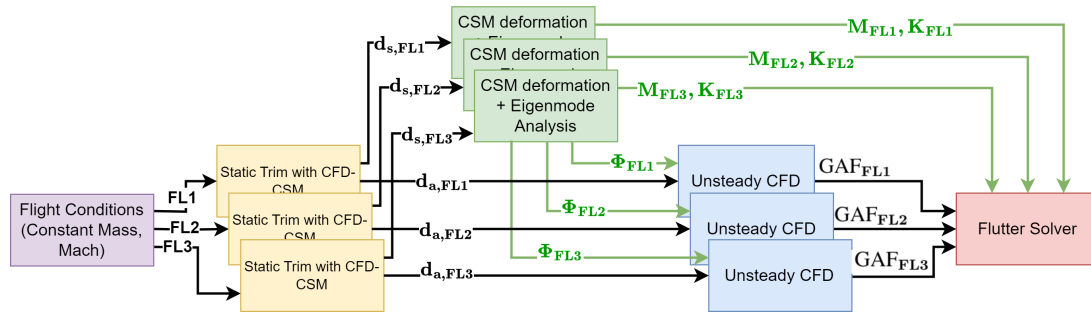 CSM deformation
CSM deformation
CSM deformation
+ Eigenmode
Analysis
d_s,FL1
d_s,FL2
d_s,FL3
M_FL1, K_FL1
M_FL2, K_FL2
M_FL3, K_FL3
Φ_FL1
Φ_FL2
Φ_FL3
Flight Conditions
(Constant Mass,
Mach)
FL1
FL2
FL3
Static Trim with CFD-
CSM
Static Trim with CFD-
CSM
Static Trim with CFD-
CSM
d_a,FL1
d_a,FL2
d_a,FL3
Unsteady CFD
Unsteady CFD
Unsteady CFD
GAF_FL1
GAF_FL2
GAF_FL3
Flutter Solver